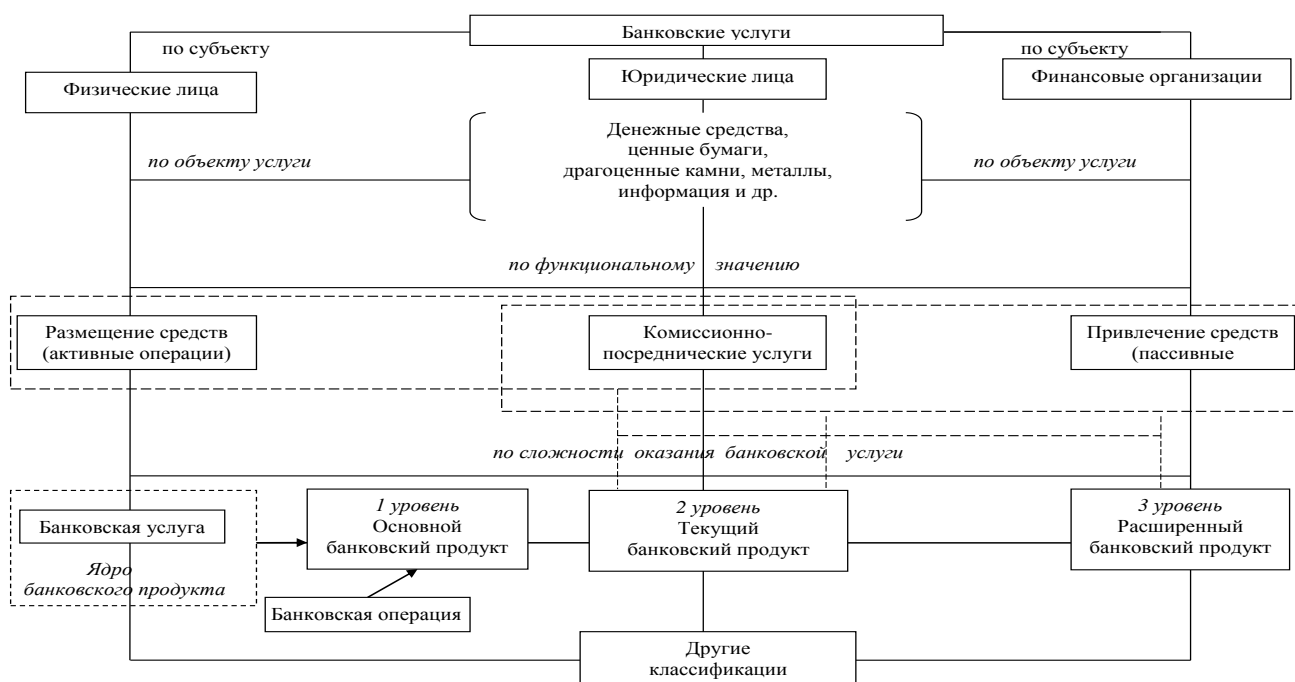 Банковские услуги
по субъекту
по субъекту
Физические лица
Юридические лица
Финансовые организации
Денежные средства,
ценные бумаги,
драгоценные камни, металлы,
информация и др.
по объекту услуги
по объекту услуги
по функциональному значению
Размещение средств
(активные операции)
Комиссионно-
посреднические услуги
Привлечение средств
(пассивные
по сложности оказания банковской услуги
Банковская услуга
Ядро
банковского продукта
1 уровень
Основной
банковский продукт
Банковская операция
2 уровень
Текущий
банковский продукт
3 уровень
Расширенный
банковский продукт
Другие
классификации